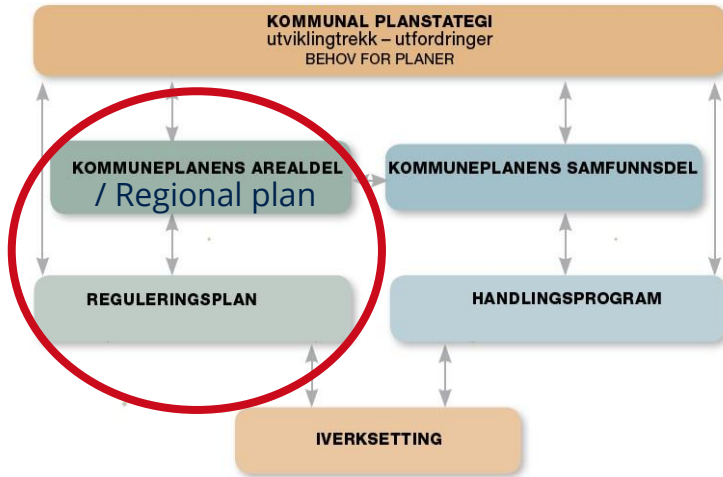 KOMMUNAL PLANSTATEGI
utviklingtrekk – utfordringer
BEHOV FOR PLANER
KOMMUNEPLANENS AREALDEL
/ Regional plan
KOMMUNEPLANENS SAMFUNNSDEL
REGULERINGSPLAN
HANDLINGSPROGRAM
IVERKSETTING